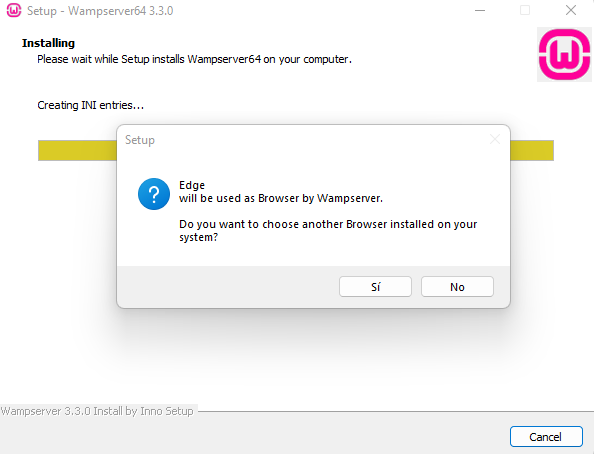 Setup - Wampserver64 3.3.0
Installing
Please wait while Setup installs Wampserver64 on your computer.
Creating INI entries...
Setup
Edge
will be used as Browser by Wampserver.
Do you want to choose another Browser installed on your
system?
Sí
No
Wampserver 3.3.0 Install by Inno Setup
Cancel